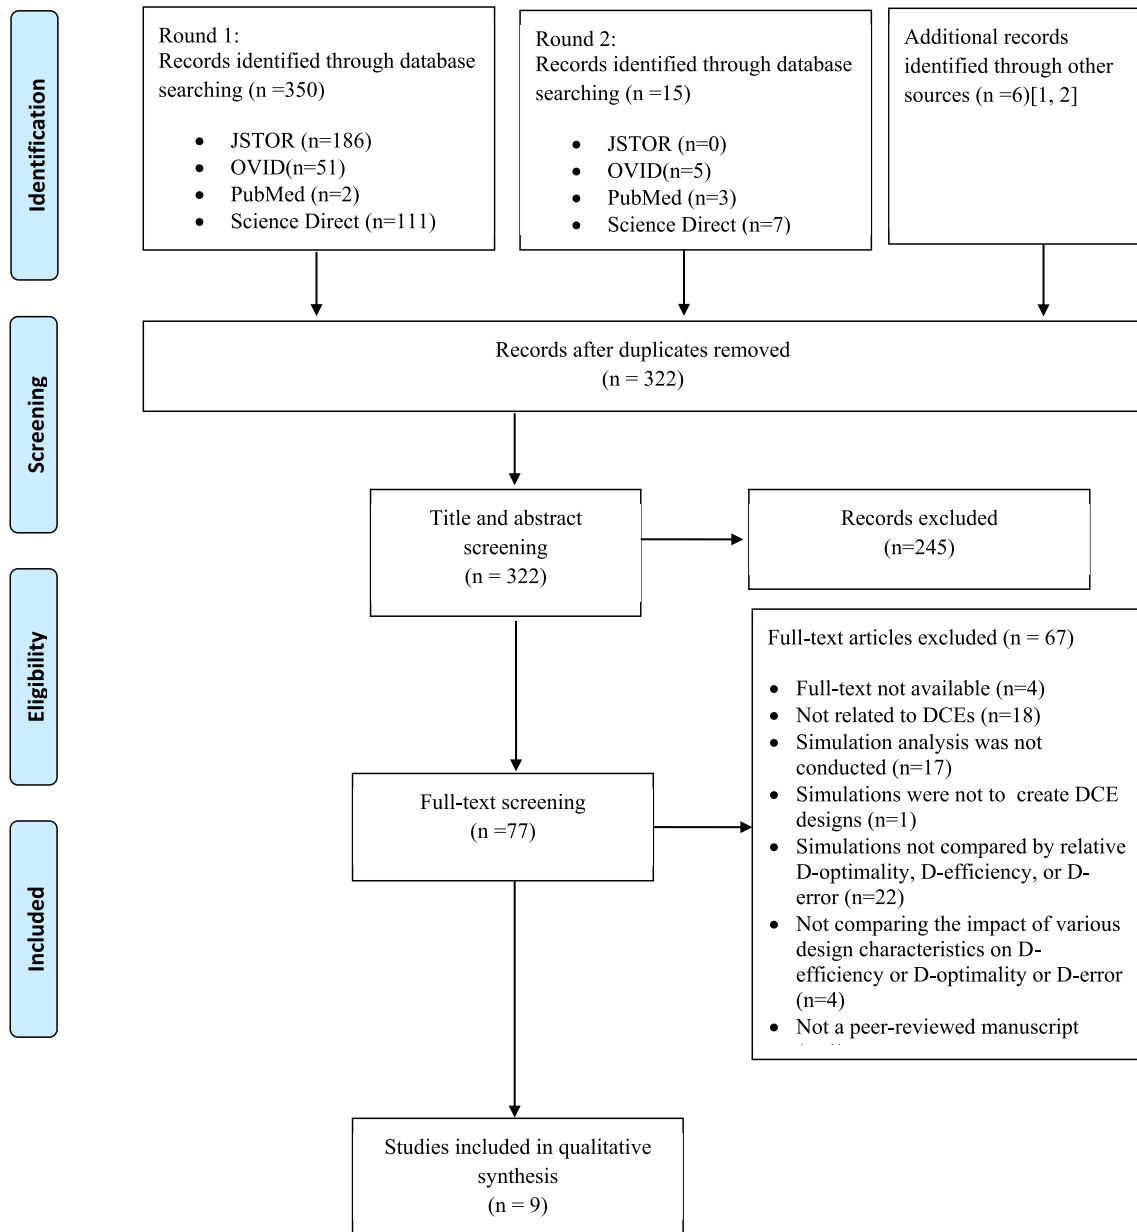 Identification
Round 1:
Records identified through database
searching (n =350)
• JSTOR (n=186)
• OVID(n=51)
• PubMed (n=2)
• Science Direct (n=111)
Round 2:
Records identified through database
searching (n =15)
• JSTOR (n=0)
• OVID(n=5)
• PubMed (n=3)
• Science Direct (n=7)
Additional records
identified through other
sources (n =6)[1, 2]
Screening
Records after duplicates removed
(n = 322)
Title and abstract
screening
(n = 322)
Records excluded
(n=245)
Eligibility
Full-text articles excluded (n = 67)
• Full-text not available (n=4)
• Not related to DCEs (n=18)
• Simulation analysis was not
conducted (n=17)
• Simulations were not to  create DCE
designs (n=1)
• Simulations not compared by relative
D-optimality, D-efficiency, or D-
error (n=22)
• Not comparing the impact of various
design characteristics on D-
efficiency or D-optimality or D-error
(n=4)
• Not a peer-reviewed manuscript
Full-text screening
(n =77)
Included
Studies included in qualitative
synthesis
(n = 9)